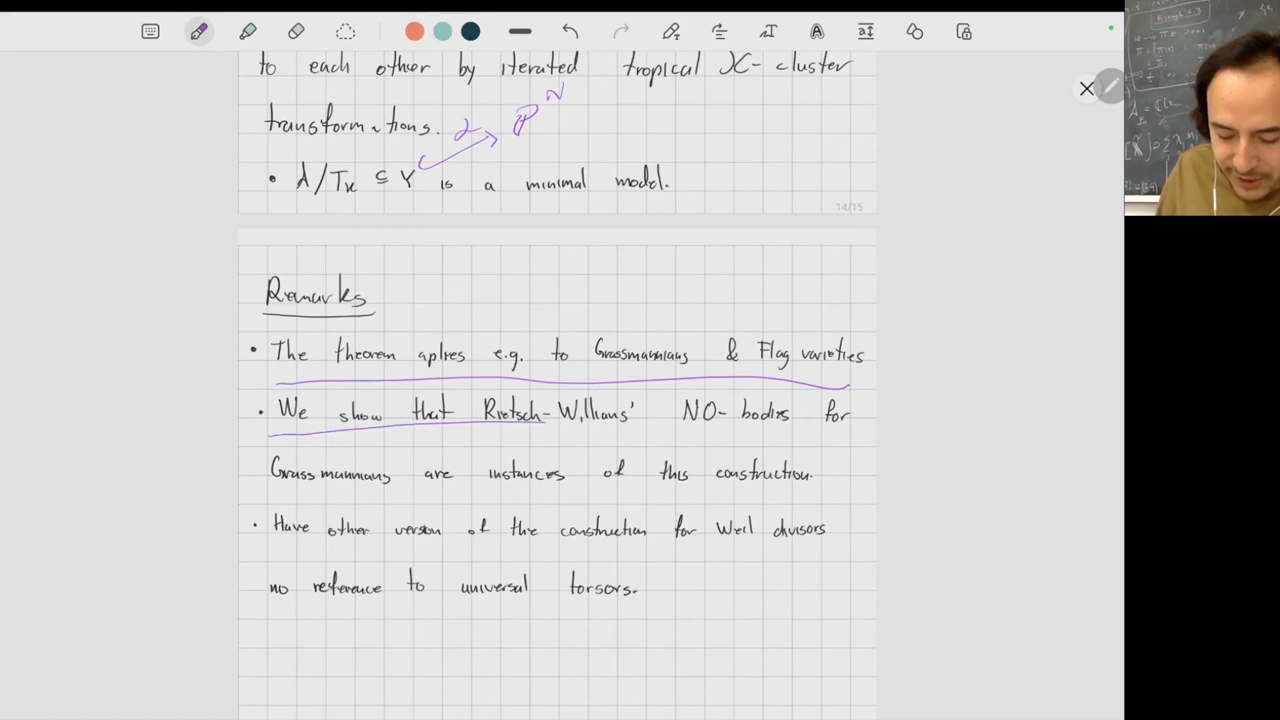 to each other by iterated tropical X- cluster
transformations. L P^N
• A/T_K ⊆ Y is a minimal model.
14/15
Remarks
• The theorem aplies e.g. to Grassmannians & Flag varieties
• We show that Rietsch-Willians' NO-bodies for
Grassmannians are instances of this construction.
• Have other version of the construction for Weil divisors
no reference to universal torsors.